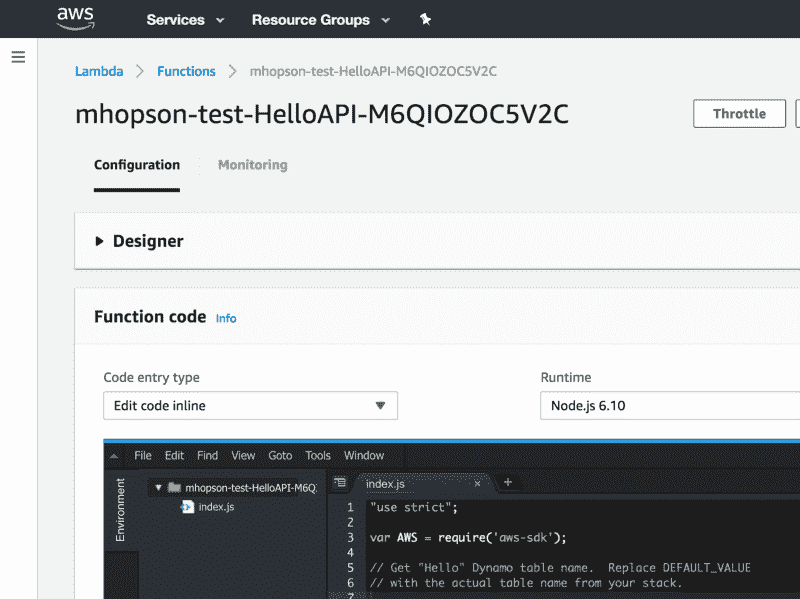 aws Services Resource Groups
Lambda Functions mhopson-test-HelloAPI-M6QIOZOC5V2C
mhopson-test-HelloAPI-M6QIOZOC5V2C
Throttle
Configuration Monitoring
Designer
Function code Info
Code entry type
Edit code inline
Runtime
Node.js 6.10
File Edit Find View Goto Tools Window
Environment
mhopson-test-HelloAPI-M6Q
index.js
index.js × +
1 "use strict";
2
3 var AWS = require('aws-sdk');
4
5 // Get "Hello" Dynamo table name. Replace DEFAULT_VALUE
6 // with the actual table name from your stack.
7